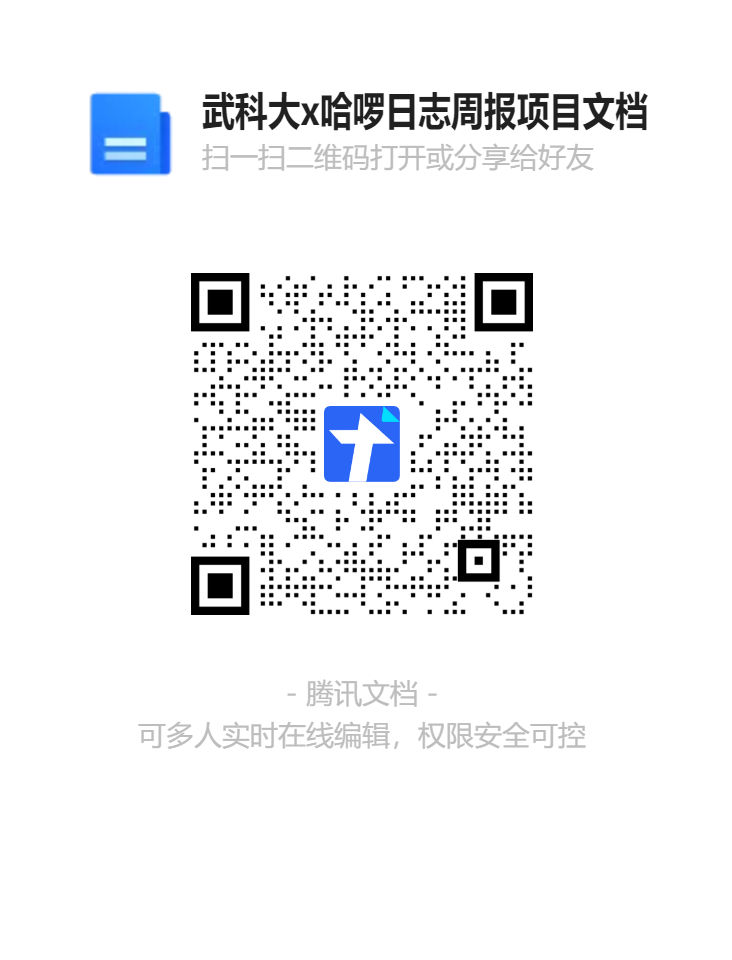 武科大x哈啰日志周报项目文档
扫一扫二维码打开或分享给好友
- 腾讯文档 -
可多人实时在线编辑，权限安全可控